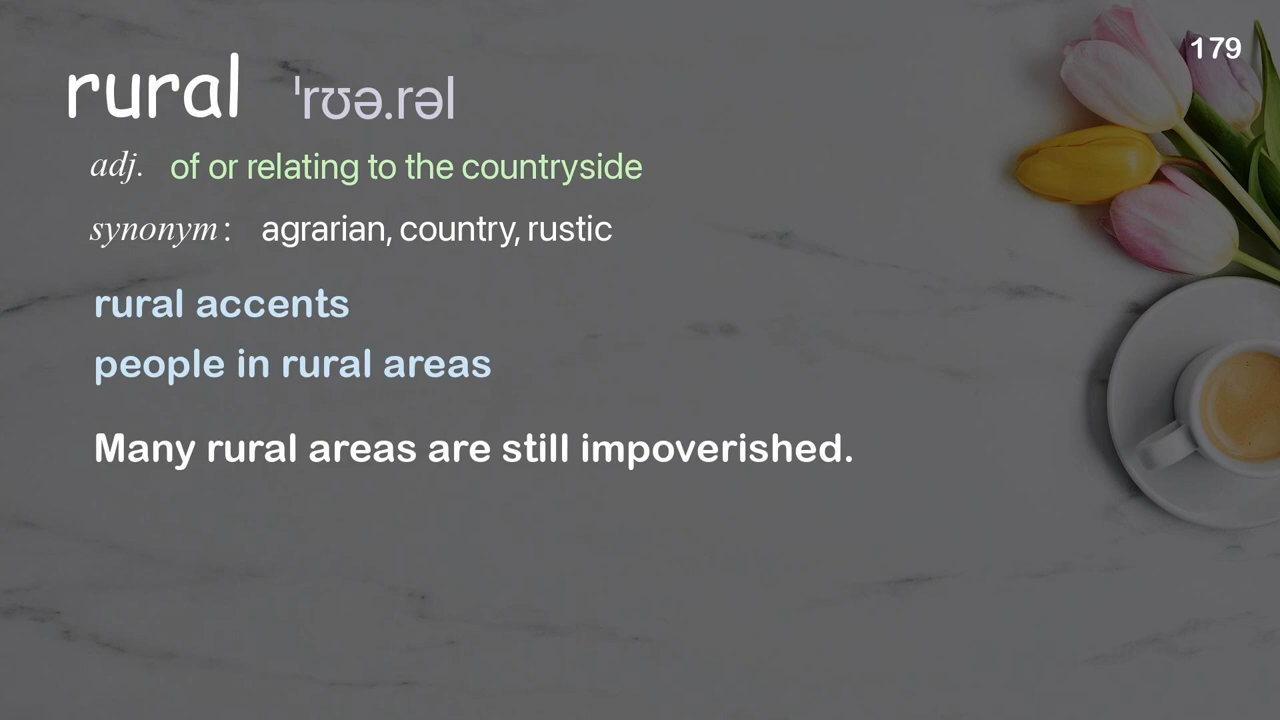 179
rural ˈrʊə.rəl
adj. of or relating to the countryside
synonym : agrarian, country, rustic
rural accents
people in rural areas
Many rural areas are still impoverished.